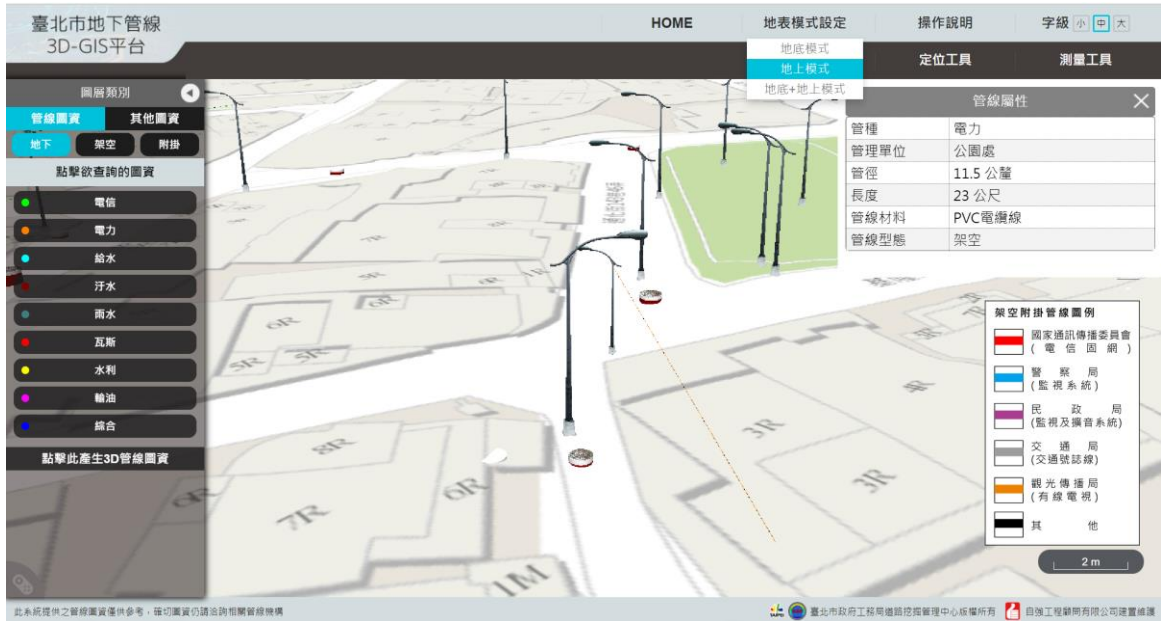 臺北市地下管線
3D-GIS平台
HOME
地表模式設定
操作說明
字級 小 中 大
地底模式
地上模式
地底+地上模式
定位工具
測量工具
圖層類別
管線圖資
其他圖資
地下
架空
附掛
點擊欲查詢的圖資
電信
電力
給水
汙水
雨水
瓦斯
水利
輸油
綜合
點擊此產生3D管線圖資
管線屬性
管種 電力
管理單位 公園處
管徑 11.5 公釐
長度 23 公尺
管線材料 PVC電纜線
管線型態 架空
架空附掛管線圖例
國家通訊傳播委員會
(電信固網)
警察局
(監視系統)
民政局
(監視及擴音系統)
交通局
(交通號誌線)
觀光傳播局
(有線電視)
其他
7R
5R
6R
5R
5R
8R
6R
7R
1M
3R
3R
4R
2 m
此系統提供之管線圖資僅供參考，確切圖資仍請洽詢相關管線機構
臺北市政府工務局道路挖掘管理中心版權所有
自強工程顧問有限公司建置維護